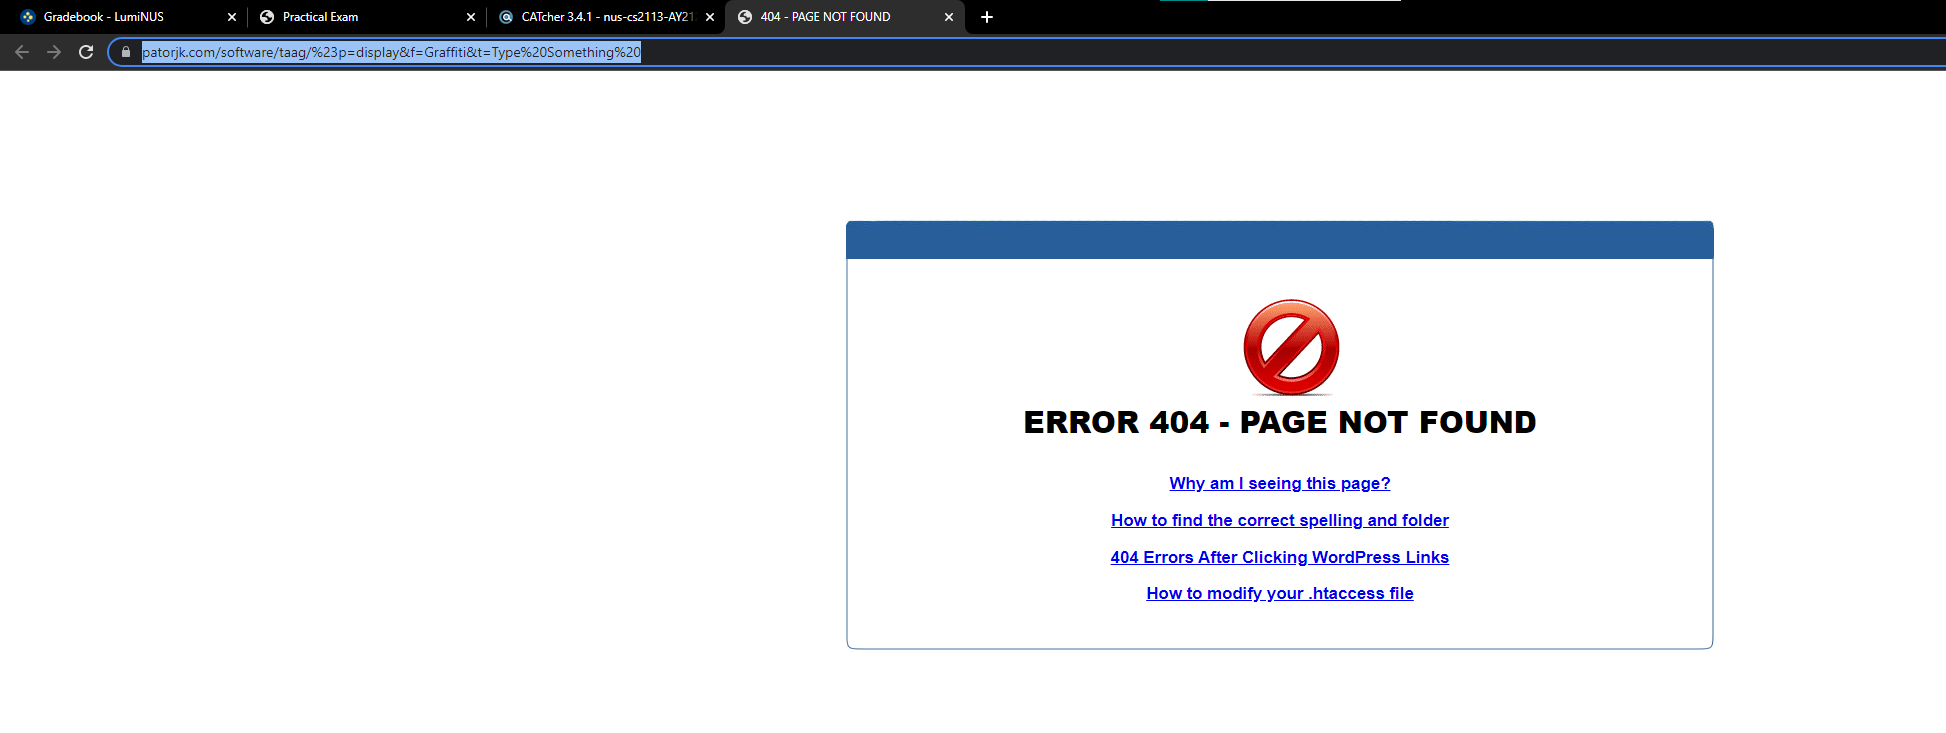 Gradebook - LumiNUS
Practical Exam
CATcher 3.4.1 - nus-cs2113-AY21
404 - PAGE NOT FOUND
patorjk.com/software/taag/%23p=display&f=Graffiti&t=Type%20Something%20
ERROR 404 - PAGE NOT FOUND
Why am I seeing this page?
How to find the correct spelling and folder
404 Errors After Clicking WordPress Links
How to modify your .htaccess file